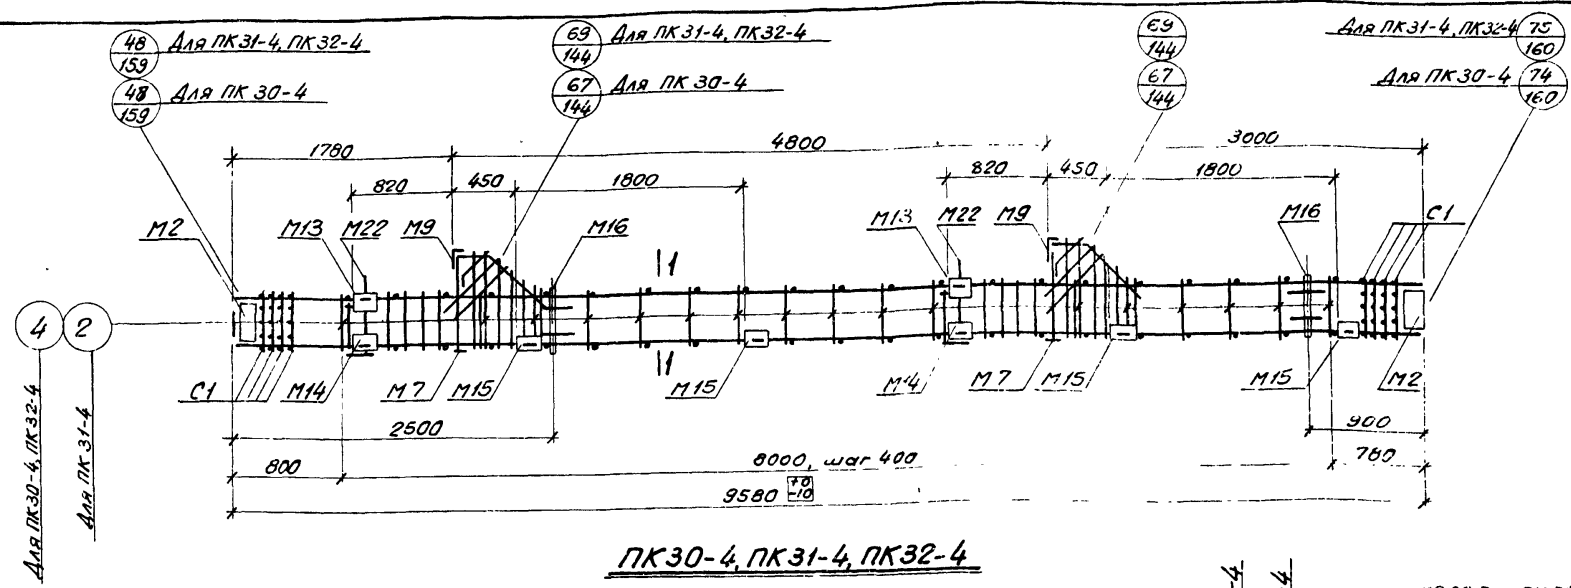 48 Для ПК31-4, ПК32-4
159
48 Для ПК 30-4
159
69 Для ПК31-4, ПК32-4
144
67 Для ПК 30-4
144
69
144
67
144
Для ПК31-4, ПК32-4 75
160
Для ПК 30-4 74
160
1780 4800 3000
820 450 1800 820 450 1800
М2 М13 М22 М9 М16 М13 М22 М9 М16 С1
1
4 2
1
С1 М14 М7 М15 М15 М14 М7 М15 М15 М2
2500 900
800 8000, шаг 400 780
9580 +0
-10
Для ПК30-4, ПК32-4
Для ПК 31-4
ПК30-4, ПК31-4, ПК32-4